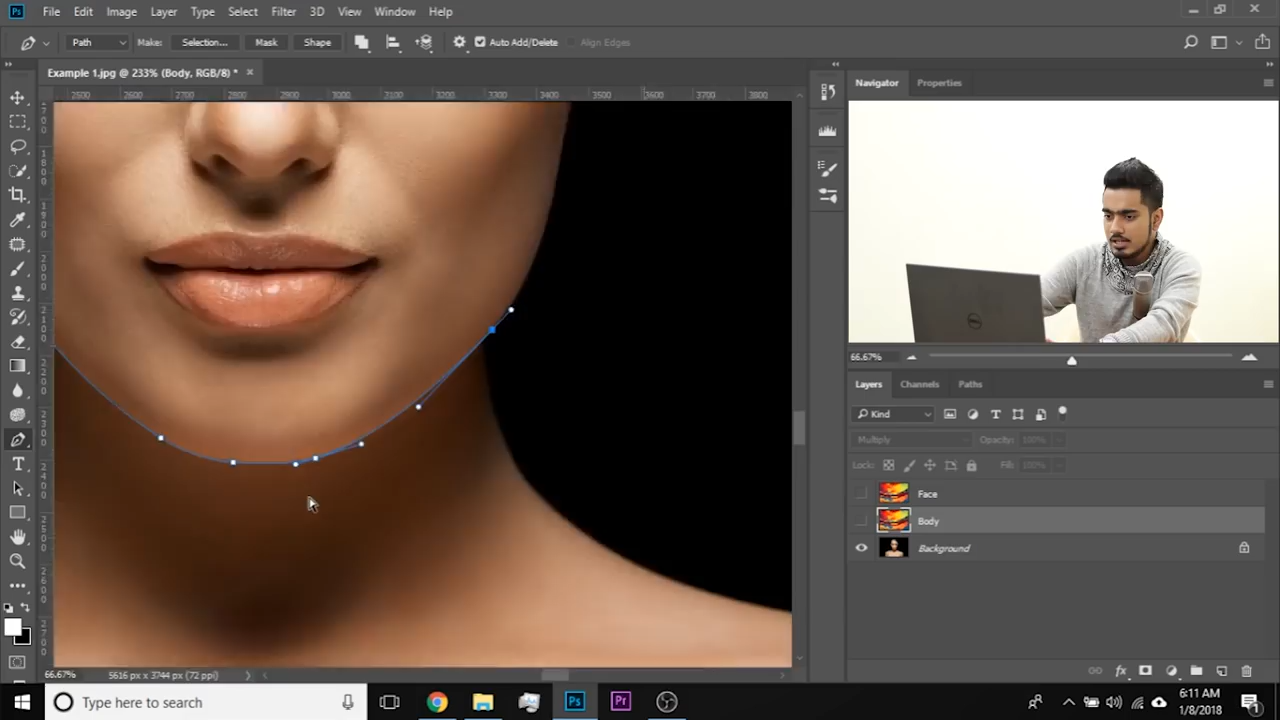 Ps File Edit Image Layer Type Select Filter 3D View Window Help
Path Make: Selection... Mask Shape Auto Add/Delete Align Edges
Example 1.jpg @ 233% (Body, RGB/8) *
2500 2600 2700 2800 2900 3000 3100 3200 3300 3400 3500 3600 3700 3800
Navigator Properties
66.67%
Layers Channels Paths
Kind
Multiply Opacity: 100%
Lock: Fill: 100%
Face
Body
Background
66.67% 5616 px x 3744 px (72 ppi)
Type here to search
Ps Pr
6:11 AM
1/8/2018